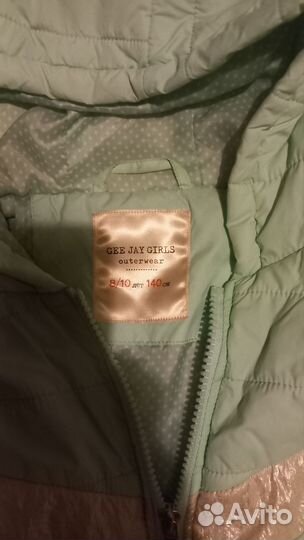 GEE JAY GIRLS
outerwear
8/10 лет 140 см
Avito